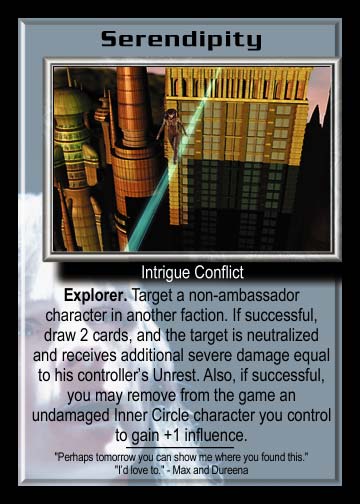 Serendipity
Intrigue Conflict
Explorer. Target a non-ambassador
character in another faction. If successful,
draw 2 cards, and the target is neutralized
and receives additional severe damage equal
to his controller's Unrest. Also, if successful,
you may remove from the game an
undamaged Inner Circle character you control
to gain +1 influence.
"Perhaps tomorrow you can show me where you found this."
"I'd love to." - Max and Dureena